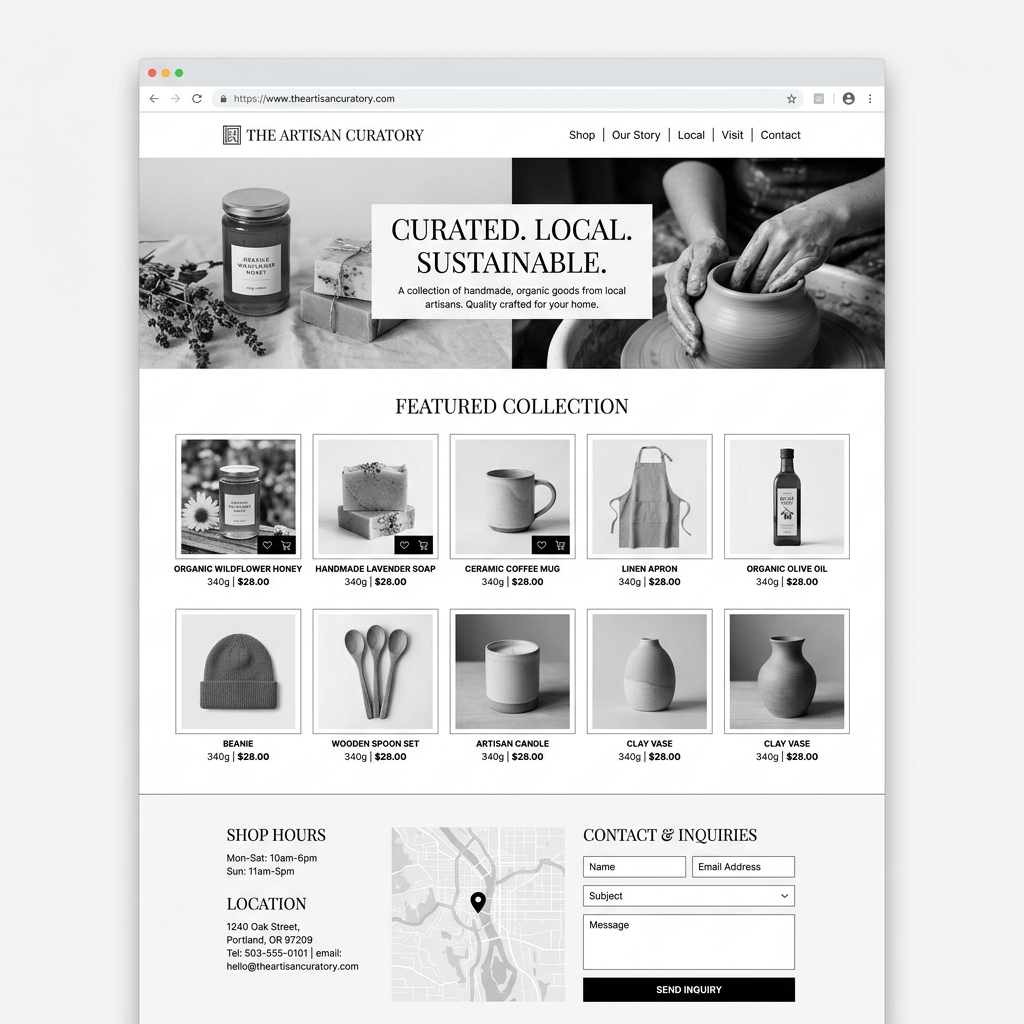 https://www.theartisancuratory.com
THE ARTISAN CURATORY
Shop | Our Story | Local | Visit | Contact
CURATED. LOCAL.
SUSTAINABLE.
A collection of handmade, organic goods from local
artisans. Quality crafted for your home.
HONEY
FEATURED COLLECTION
ORGANIC WILDFLOWER HONEY
340g | $28.00
HANDMADE LAVENDER SOAP
340g | $28.00
CERAMIC COFFEE MUG
340g | $28.00
LINEN APRON
340g | $28.00
ORGANIC OLIVE OIL
340g | $28.00
BEANIE
340g | $28.00
WOODEN SPOON SET
340g | $28.00
ARTISAN CANOLE
340g | $28.00
CLAY VASE
340g | $28.00
CLAY VASE
340g | $28.00
SHOP HOURS
Mon-Sat: 10am-6pm
Sun: 11am-Spm
LOCATION
1240 Oak Street,
Portland, OR 97209
Tel: 503-555-0101 | email:
hello@theartisancuratory.com
CONTACT & INQUIRIES
Name
Email Address
Subject
Message
SEND INQUIRY